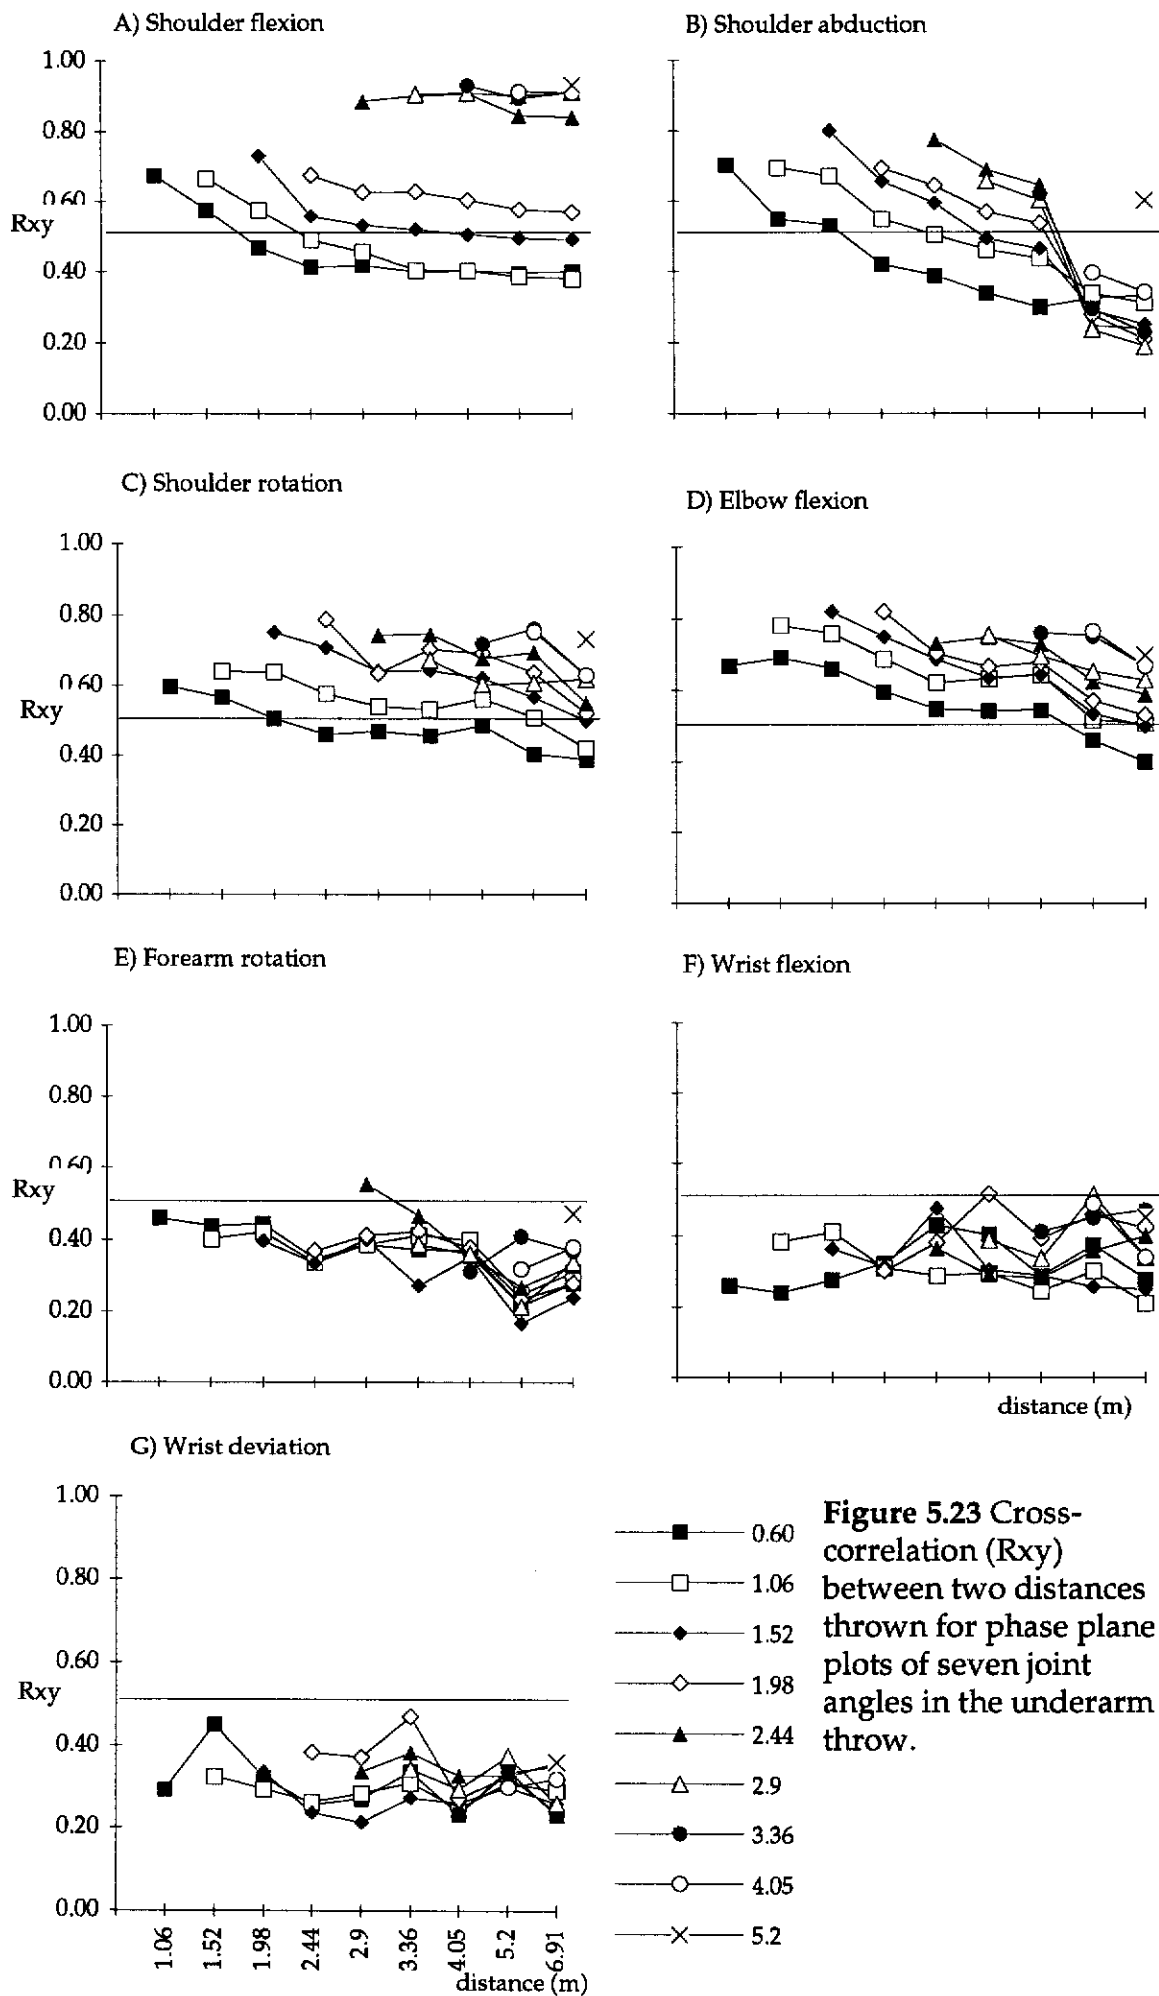 A) Shoulder flexion
B) Shoulder abduction
1.00
0.80
0.60
Rxy
0.40
0.20
0.00
C) Shoulder rotation
D) Elbow flexion
1.00
0.80
0.60
Rxy
0.40
0.20
0.00
E) Forearm rotation
F) Wrist flexion
1.00
0.80
0.60
Rxy
0.40
0.20
0.00
distance (m)
G) Wrist deviation
1.00
0.80
0.60
Rxy
0.40
0.20
0.00
1.06
1.52
1.98
2.44
2.9
3.36
4.05
5.2
6.91
distance (m)
0.60
1.06
1.52
1.98
2.44
2.9
3.36
4.05
5.2
Figure 5.23 Cross-
correlation (Rxy)
between two distances
thrown for phase plane
plots of seven joint
angles in the underarm
throw.